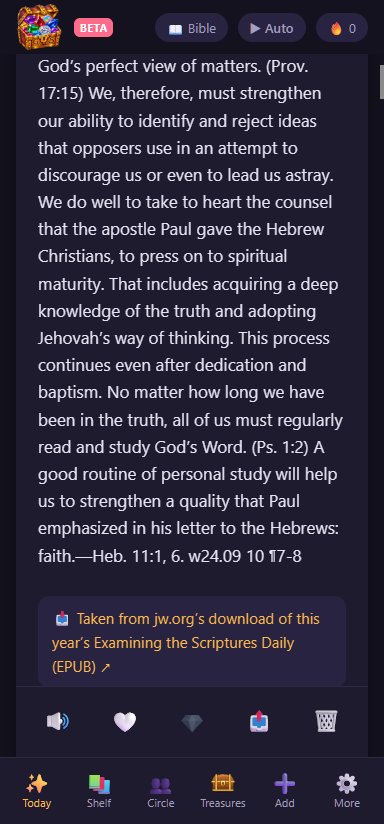 BETA
Bible
Auto
0
God’s perfect view of matters. (Prov.
17:15) We, therefore, must strengthen
our ability to identify and reject ideas
that opposers use in an attempt to
discourage us or even to lead us astray.
We do well to take to heart the counsel
that the apostle Paul gave the Hebrew
Christians, to press on to spiritual
maturity. That includes acquiring a deep
knowledge of the truth and adopting
Jehovah’s way of thinking. This process
continues even after dedication and
baptism. No matter how long we have
been in the truth, all of us must regularly
read and study God’s Word. (Ps. 1:2) A
good routine of personal study will help
us to strengthen a quality that Paul
emphasized in his letter to the Hebrews:
faith.—Heb. 11:1, 6. w24.09 10 ¶7-8
Taken from jw.org’s download of this
year’s Examining the Scriptures Daily
(EPUB) ↗
Today
Shelf
Circle
Treasures
Add
More